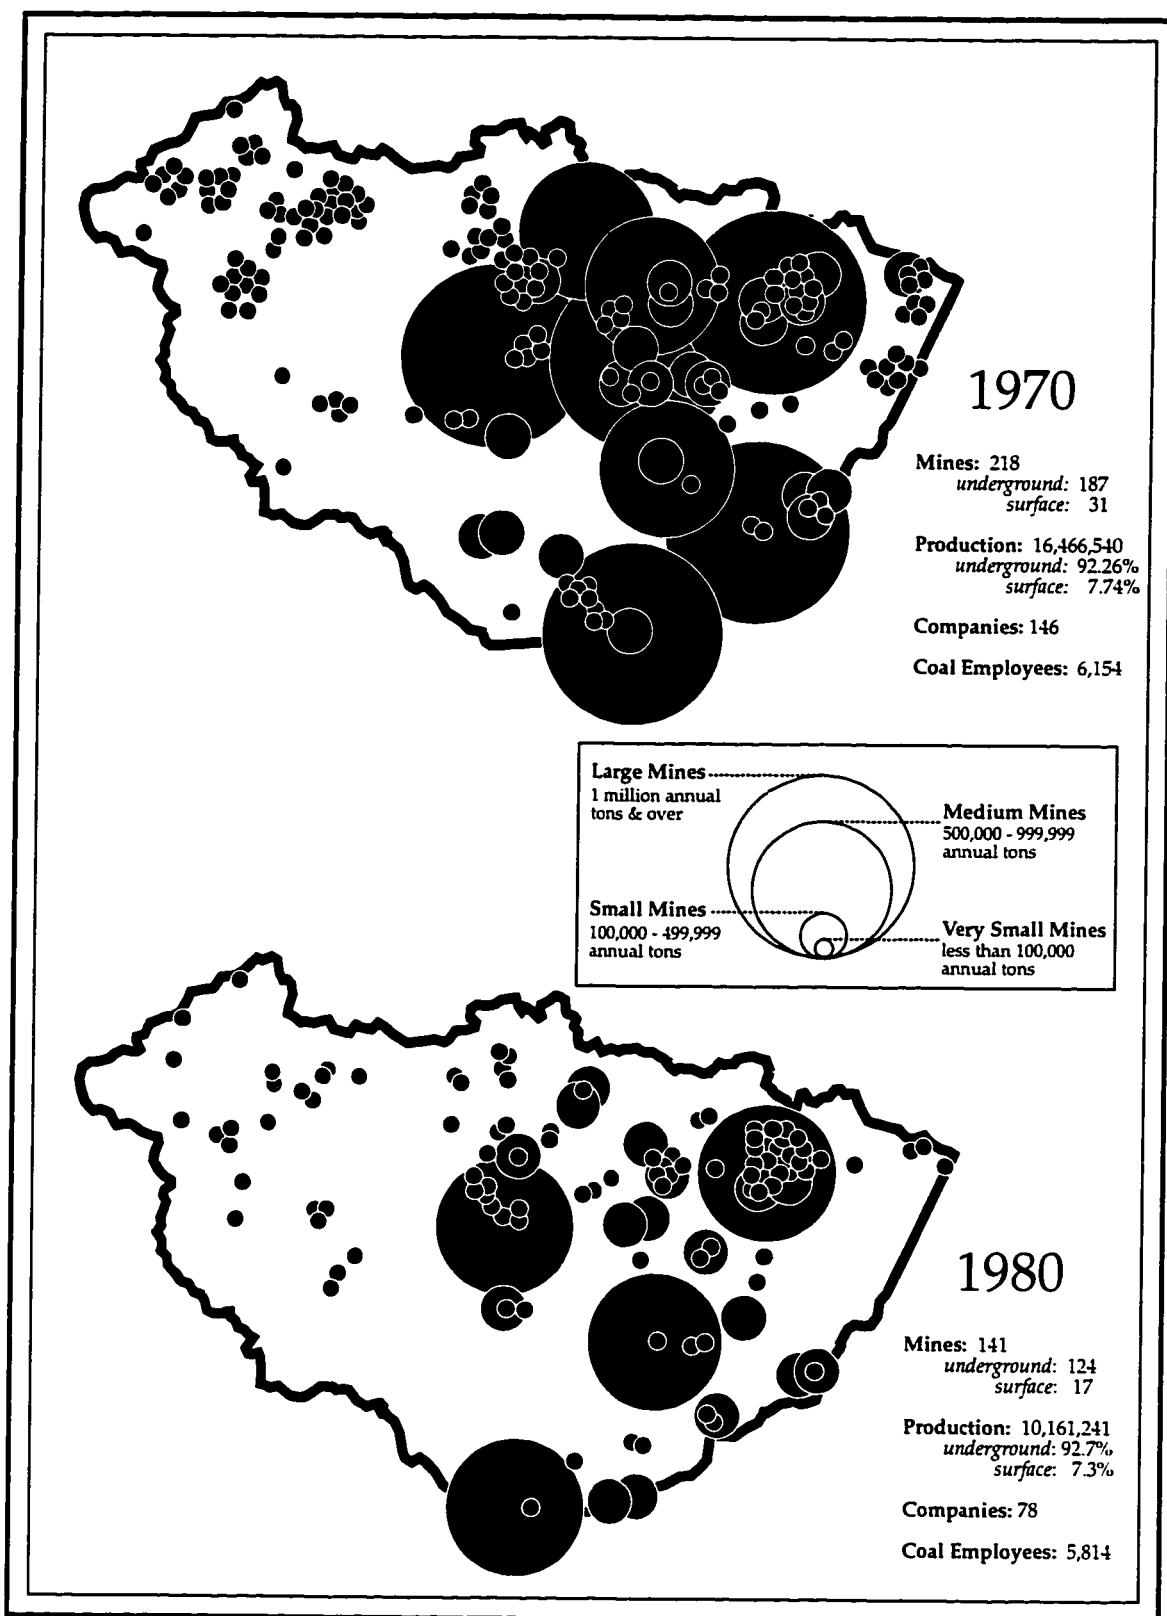 1970
Mines: 218
underground: 187
surface: 31
Production: 16,466,540
underground: 92.26%
surface: 7.74%
Companies: 146
Coal Employees: 6,154
Large Mines
1 million annual
tons & over
Medium Mines
500,000 - 999,999
annual tons
Small Mines
100,000 - 499,999
annual tons
Very Small Mines
less than 100,000
annual tons
1980
Mines: 141
underground: 124
surface: 17
Production: 10,161,241
underground: 92.7%
surface: 7.3%
Companies: 78
Coal Employees: 5,814